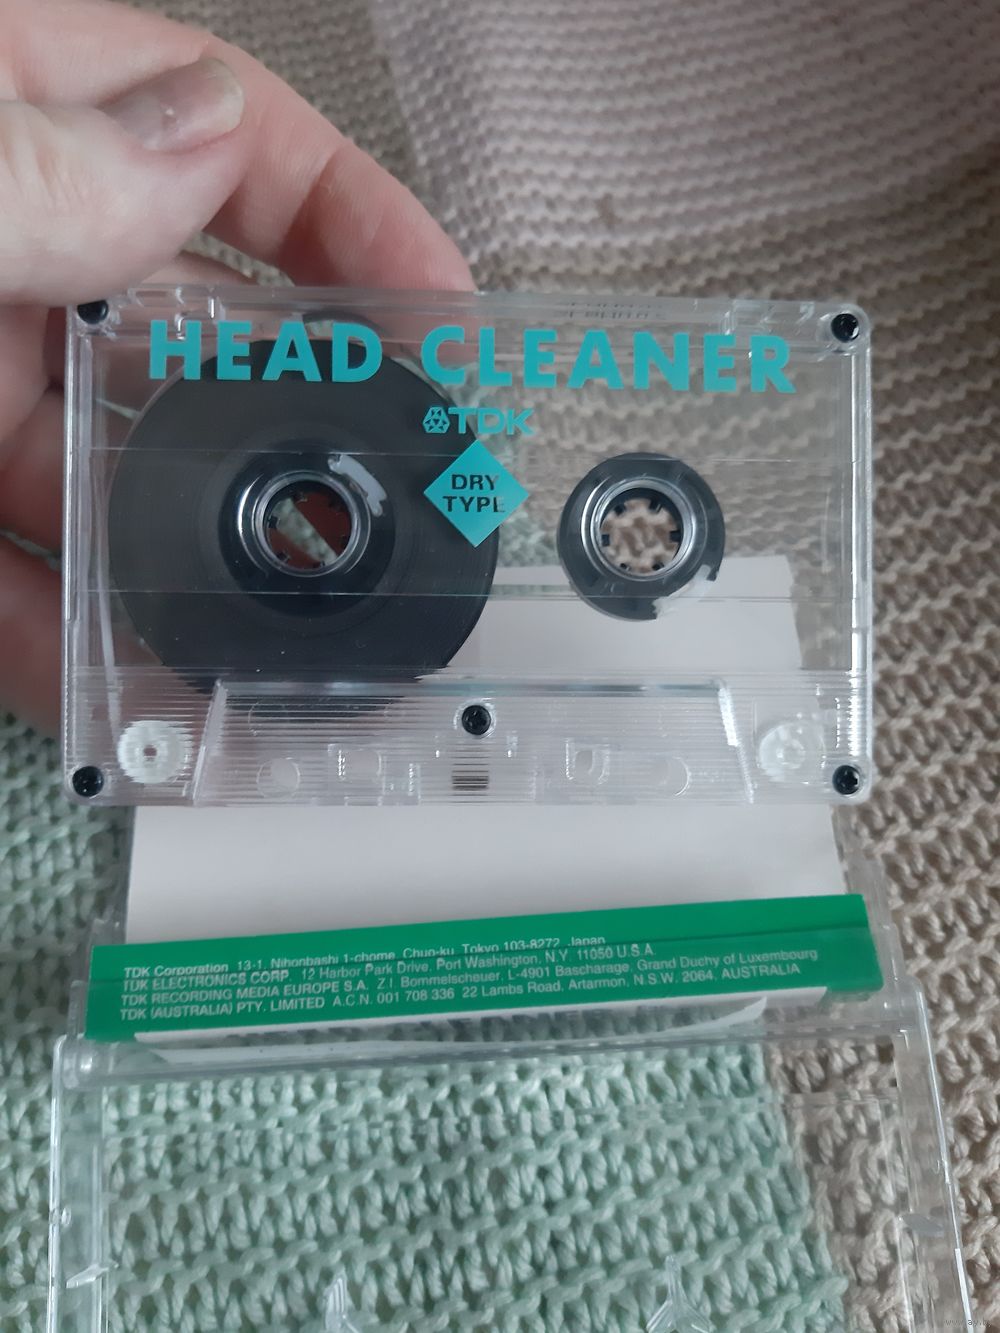 HEAD CLEANER
TDK
DRY
TYPE
TDK Corporation 13-1, Nihonbashi 1-chome, Chuo-ku, Tokyo 103-8272, Japan
TDK ELECTRONICS CORP. 12 Harbor Park Drive, Port Washington, N.Y. 11050 U.S.A.
TDK RECORDING MEDIA EUROPE S.A. Z.I. Bommelscheuer, L-4901 Bascharage, Grand Duchy of Luxembourg
TDK (AUSTRALIA) PTY. LIMITED A.C.N. 001 708 336 22 Lambs Road, Artarmon, N.S.W. 2064, AUSTRALIA